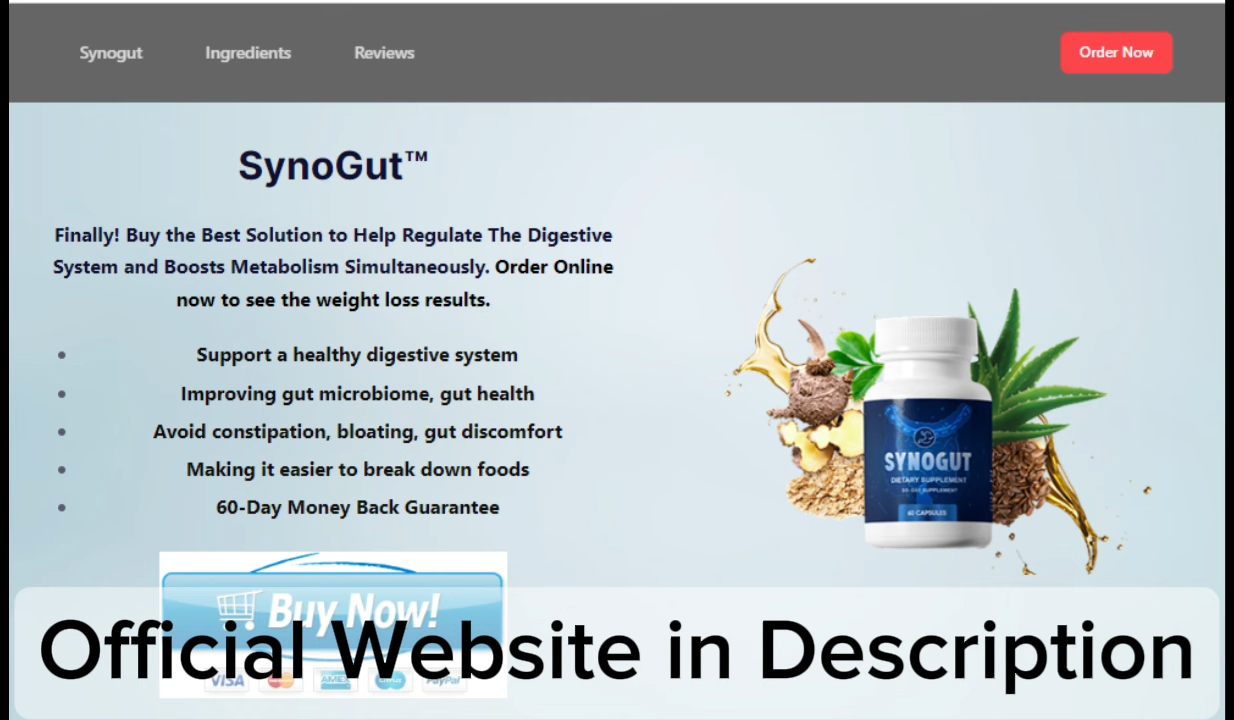 Synogut
Ingredients
Reviews
Order Now
SynoGut™
Finally! Buy the Best Solution to Help Regulate The Digestive
System and Boosts Metabolism Simultaneously. Order Online
now to see the weight loss results.
Support a healthy digestive system
Improving gut microbiome, gut health
Avoid constipation, bloating, gut discomfort
Making it easier to break down foods
60-Day Money Back Guarantee
SYNOGUT
DIETARY SUPPLEMENT
60 CAPSULES
Buy Now!
Official Website in Description
VISA
AMEX
PayPal